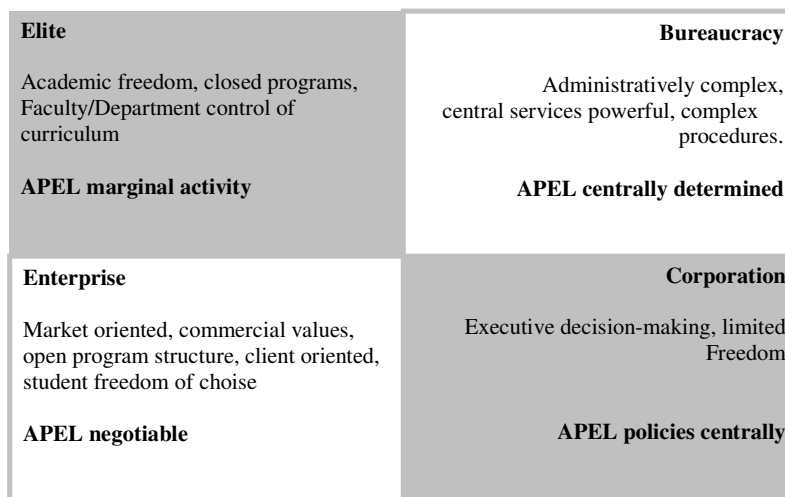 Elite
Academic freedom, closed programs,
Faculty/Department control of
curriculum
APEL marginal activity
Bureaucracy
Administratively complex,
central services powerful, complex
procedures.
APEL centrally determined
Enterprise
Market oriented, commercial values,
open program structure, client oriented,
student freedom of choise
APEL negotiable
Corporation
Executive decision-making, limited
Freedom
APEL policies centrally